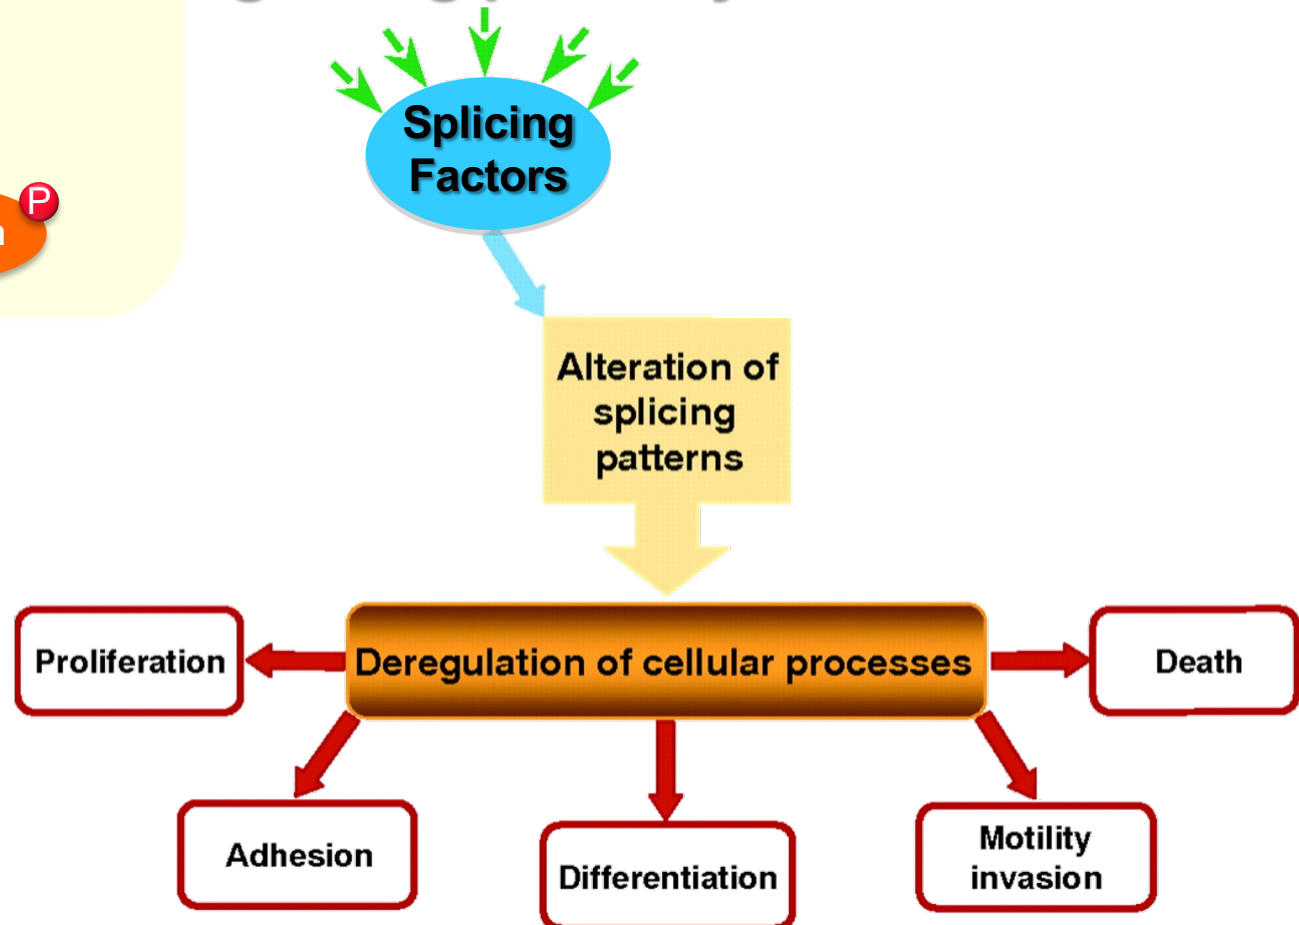 Splicing
Factors
P
Alteration of
splicing
patterns
Proliferation
Deregulation of cellular processes
Death
Adhesion
Differentiation
Motility
invasion